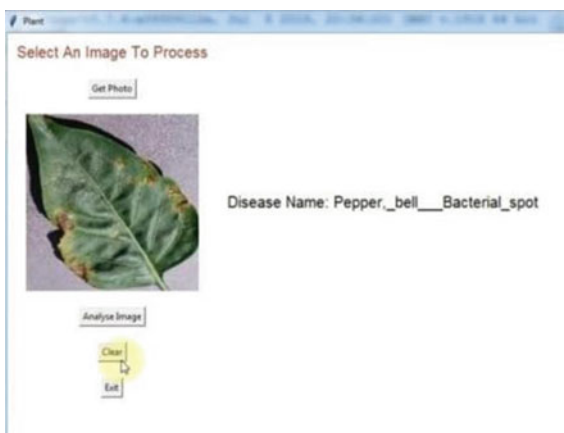 Plant
Select An Image To Process
Get Photo
Disease Name: Pepper,_bell___Bacterial_spot
Analyse Image
Clear
Exit